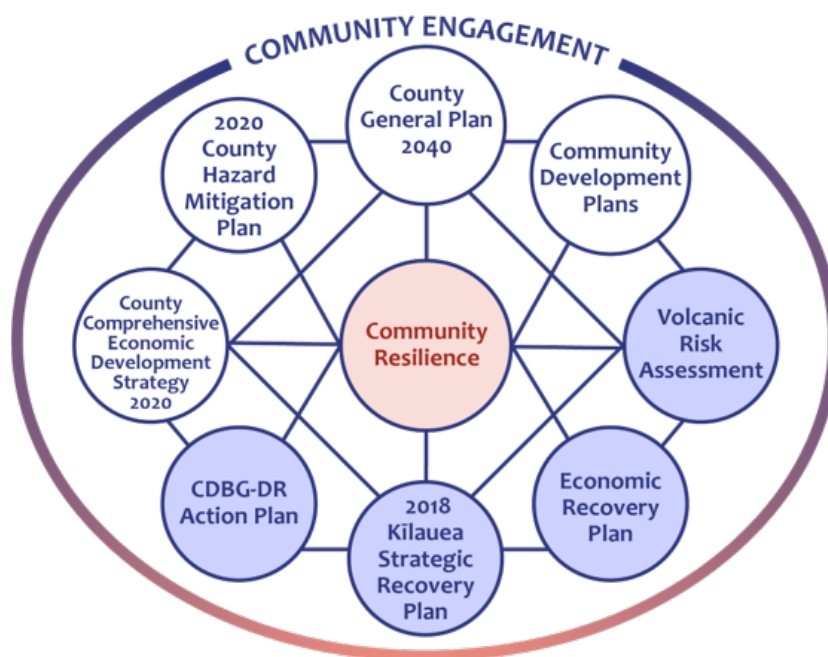 COMMUNITY ENGAGEMENT
County
General Plan
2040
2020
County
Hazard
Mitigation
Plan
Community
Development
Plans
County
Comprehensive
Economic
Development
Strategy
2020
Community
Resilience
Volcanic
Risk
Assessment
CDBG-DR
Action Plan
2018
Kīlauea
Strategic
Recovery
Plan
Economic
Recovery
Plan